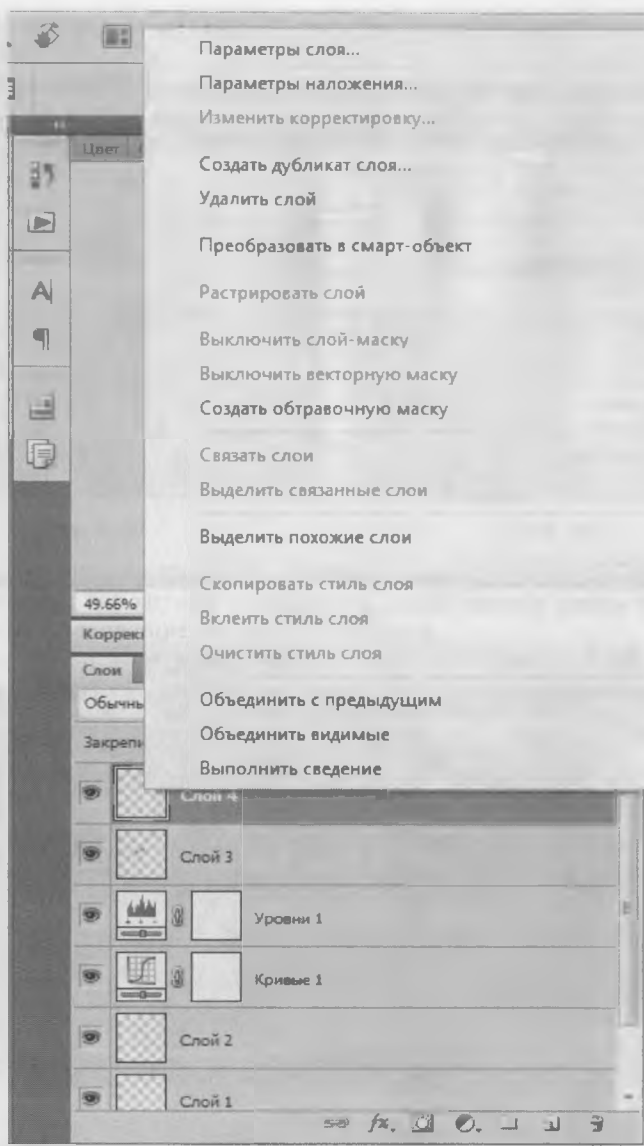 Параметры слоя...
Параметры наложения...
Изменить корректировку...
Цвет
Создать дубликат слоя...
Удалить слой
Преобразовать в смарт-объект
Растрировать слой
Выключить слой-маску
Выключить векторную маску
Создать обтравочную маску
Связать слои
Выделить связанные слои
Выделить похожие слои
Скопировать стиль слоя
49.66%
Вклеить стиль слоя
Коррек
Очистить стиль слоя
Слои
Обычнь
Объединить с предыдущим
Объединить видимые
Закрепи
Выполнить сведение
Слой 4
Слой 3
Уровни 1
Кривые 1
Слой 2
Слой 1
fx.